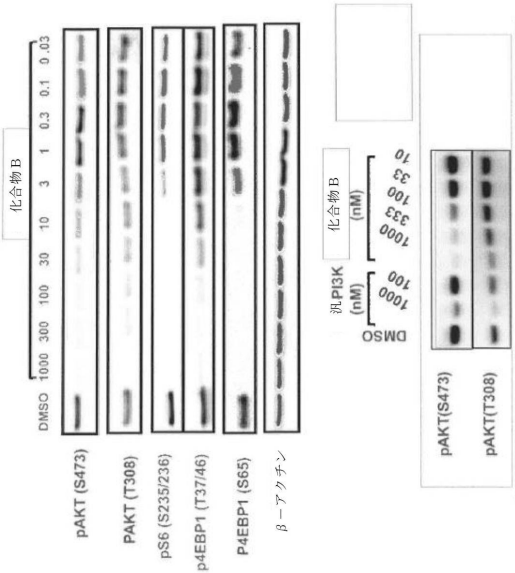 化合物B
DMSO 1000 300 100 30 10 3 1 0.3 0.1 0.03
pAKT (S473)
PAKT (T308)
pS6 (S235/236)
p4EBP1 (T37/46)
P4EBP1 (S65)
β-アクチン
汎PI3K
(nM)
化合物B
(nM)
DMSO 1000 100 1000 333 100 33 10
pAKT(S473)
pAKT(T308)